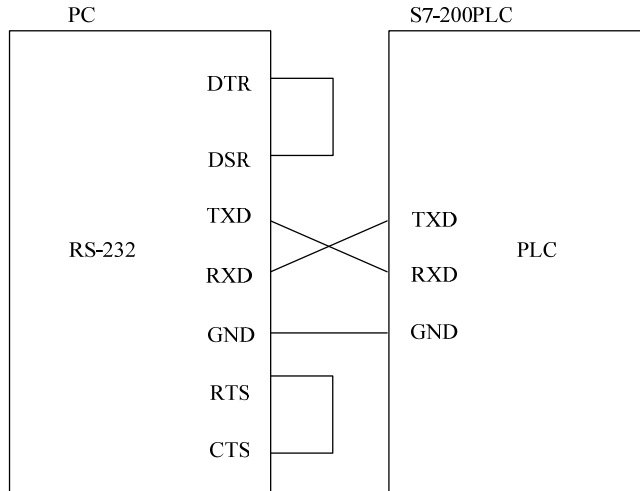 PC
S7-200PLC
DTR
DSR
TXD
RS-232
RXD
GND
RTS
CTS
TXD
PLC
RXD
GND